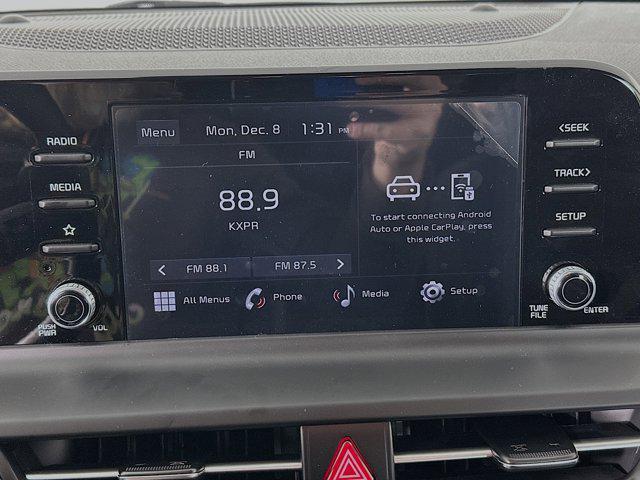 RADIO
MEDIA
PUSH
PWR
VOL
Menu
Mon, Dec. 8
1:31 PM
FM
88.9
KXPR
< FM 88.1
FM 87.5 >
To start connecting Android
Auto or Apple CarPlay, press
this widget.
All Menus
Phone
Media
Setup
<SEEK
TRACK>
SETUP
TUNE
FILE
ENTER